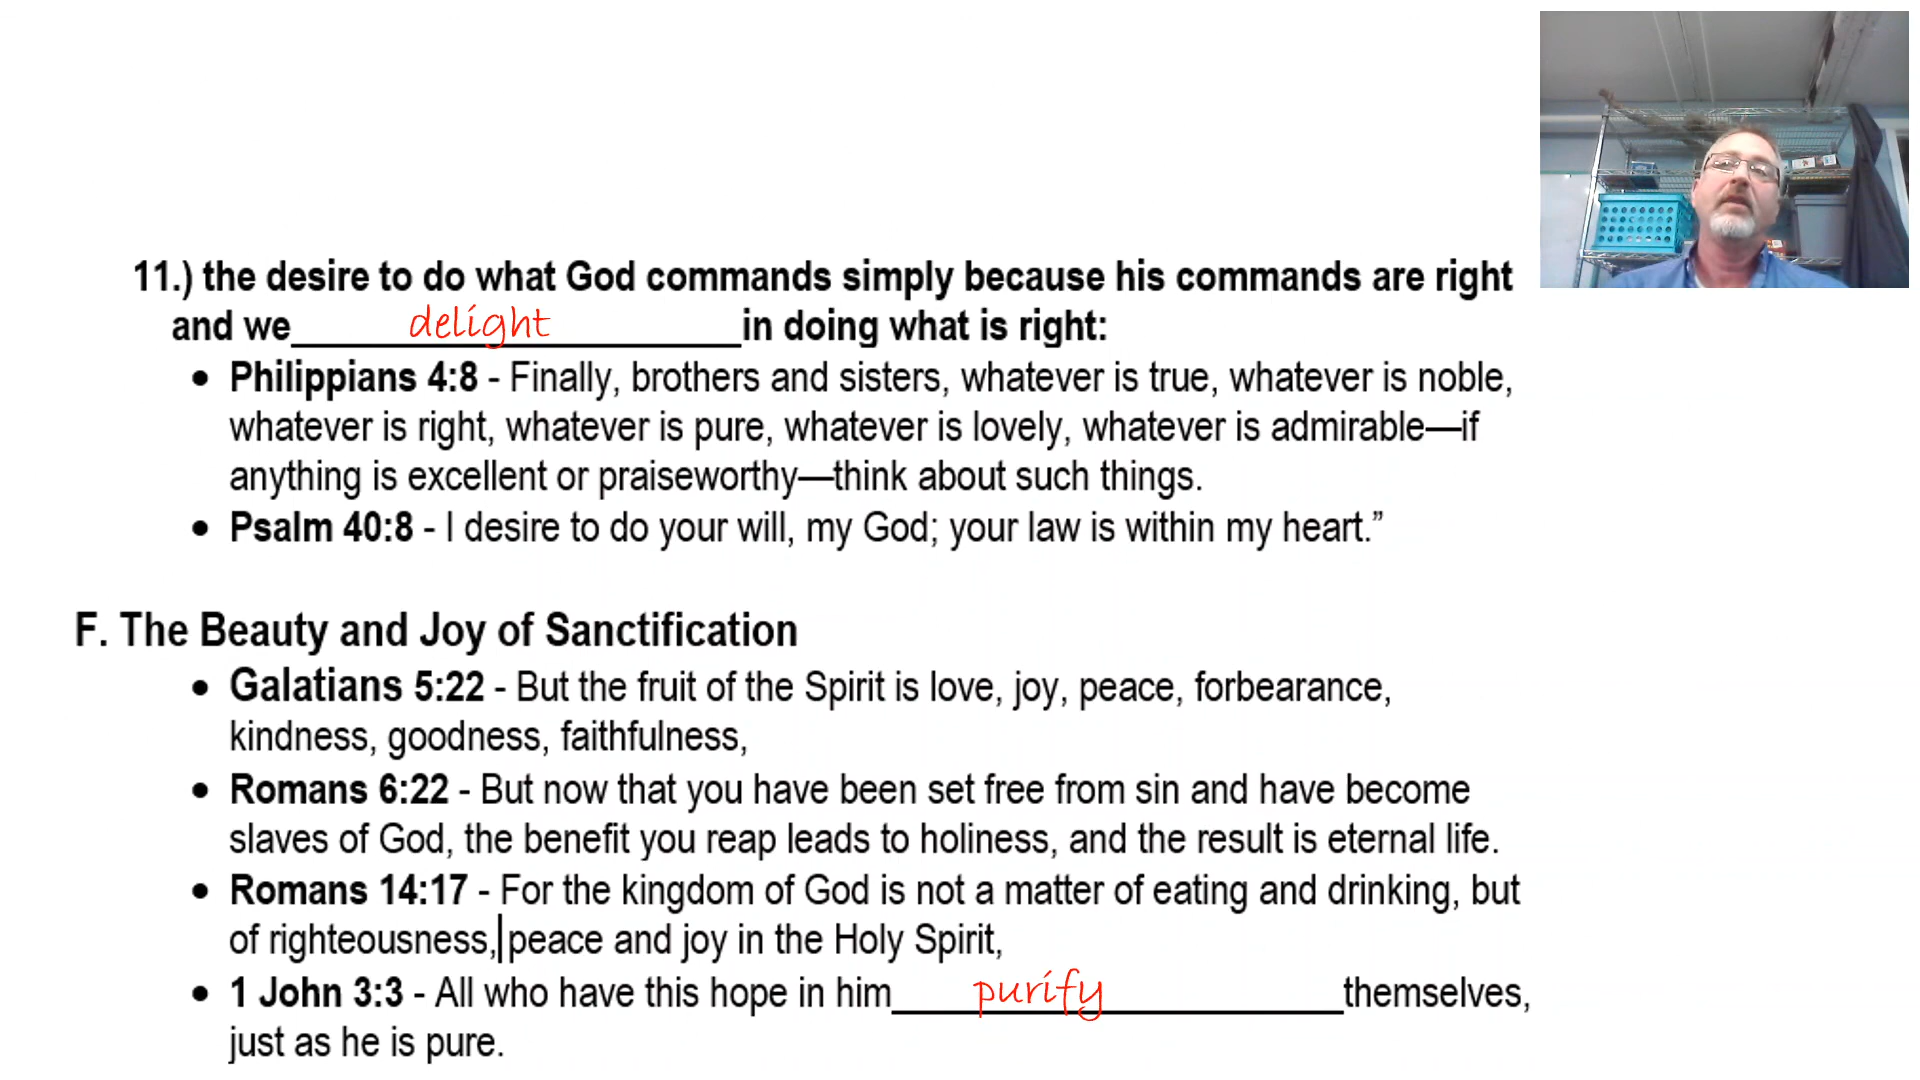 11.) the desire to do what God commands simply because his commands are right
and we delight in doing what is right:
• Philippians 4:8 - Finally, brothers and sisters, whatever is true, whatever is noble,
whatever is right, whatever is pure, whatever is lovely, whatever is admirable—if
anything is excellent or praiseworthy—think about such things.
• Psalm 40:8 - I desire to do your will, my God; your law is within my heart.”
F. The Beauty and Joy of Sanctification
• Galatians 5:22 - But the fruit of the Spirit is love, joy, peace, forbearance,
kindness, goodness, faithfulness,
• Romans 6:22 - But now that you have been set free from sin and have become
slaves of God, the benefit you reap leads to holiness, and the result is eternal life.
• Romans 14:17 - For the kingdom of God is not a matter of eating and drinking, but
of righteousness, peace and joy in the Holy Spirit,
• 1 John 3:3 - All who have this hope in him purify themselves,
just as he is pure.